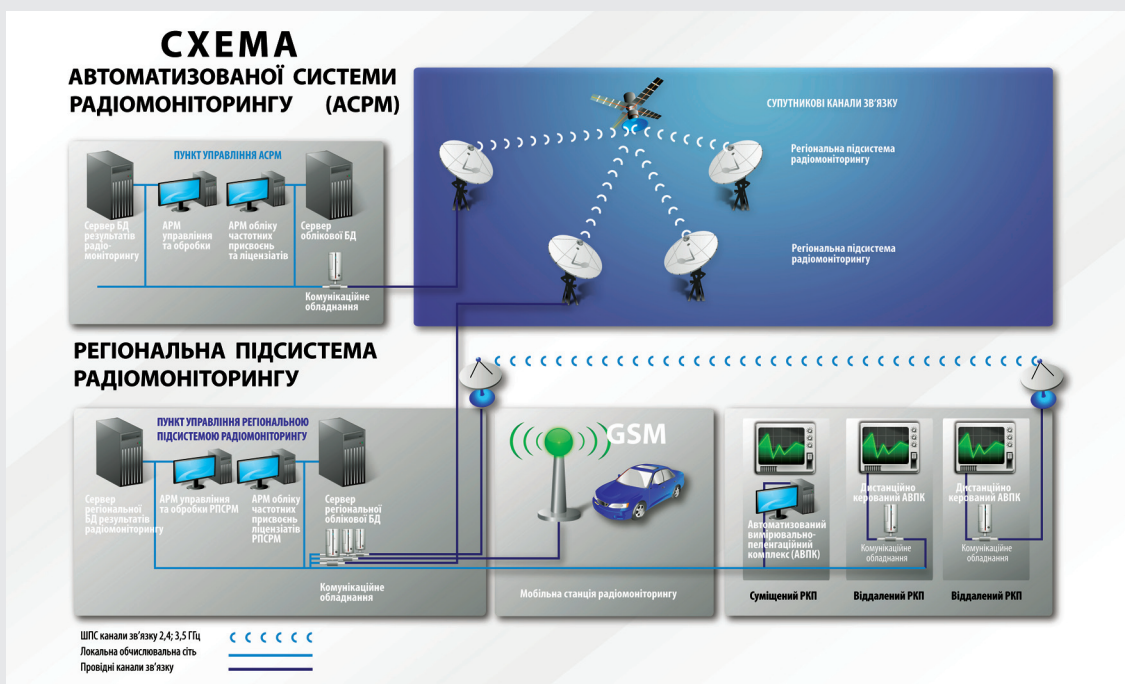 СХЕМА
АВТОМАТИЗОВАНОЇ СИСТЕМИ
РАДІОМОНІТОРИНГУ (АСРМ)
ПУНКТ УПРАВЛІННЯ АСРМ
Сервер БД
результатів
радіо-
моніторингу
АРМ
управління
та обробки
АРМ обліку
частотних
присвоєнь
та ліцензіатів
Сервер
облікової БД
Комунікаційне
обладнання
СУПУТНИКОВІ КАНАЛИ ЗВ'ЯЗКУ
Регіональна підсистема
радіомоніторингу
Регіональна підсистема
радіомоніторингу
РЕГІОНАЛЬНА ПІДСИСТЕМА
РАДІОМОНІТОРИНГУ
ПУНКТ УПРАВЛІННЯ РЕГІОНАЛЬНОЮ
ПІДСИСТЕМОЮ РАДІОМОНІТОРИНГУ
Сервер
регіональної
БД результатів
радіомоніторингу
АРМ управління
та обробки РПСРМ
АРМ обліку
частотних
присвоєнь
ліцензіатів
РПСРМ
Сервер
регіональної
облікової БД
Комунікаційне
обладнання
GSM
Мобільна станція радіомоніторингу
Автоматизований
вимірювально-
пеленгаційний
комплекс (АВПК)
Суміщений РКП
Дистанційно
керований АВПК
Комунікаційне
обладнання
Віддалений РКП
Дистанційно
керований АВПК
Комунікаційне
обладнання
Віддалений РКП
ШПС канали зв'язку 2,4; 3,5 ГГц
Локальна обчислювальна сіть
Провідні канали зв'язку